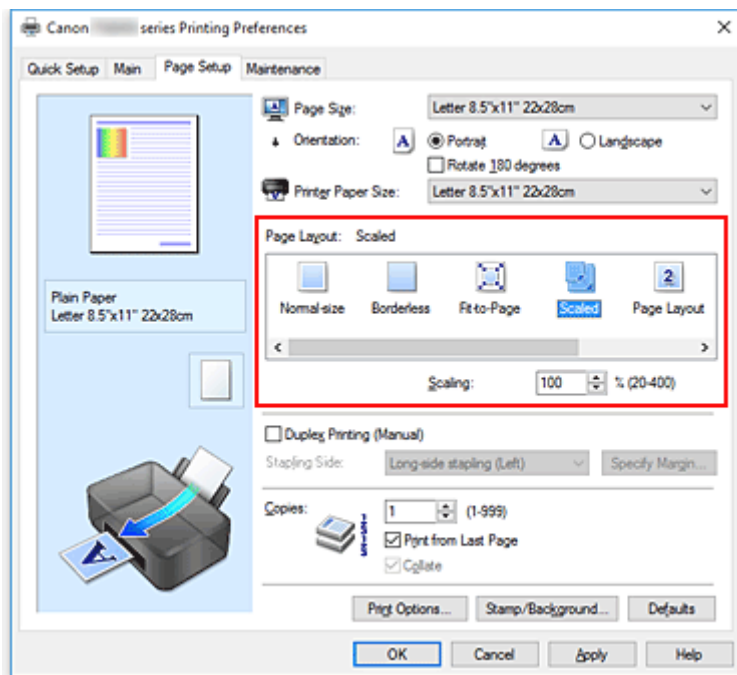 Canon series Printing Preferences
Quick Setup Main Page Setup Maintenance
Page Size: Letter 8.5"x11" 22x28cm
Orientation: A Portrait A Landscape
Rotate 180 degrees
Printer Paper Size: Letter 8.5"x11" 22x28cm
Page Layout: Scaled
2
Normal-size Borderless Fit-to-Page Scaled Page Layout
Scaling: 100 % (20-400)
Plain Paper
Letter 8.5"x11" 22x28cm
Duplex Printing (Manual)
Stapling Side: Long-side stapling (Left) Specify Margin...
Copies: 1 (1-999)
Print from Last Page
Collate
A
Print Options... Stamp/Background... Defaults
OK Cancel Apply Help